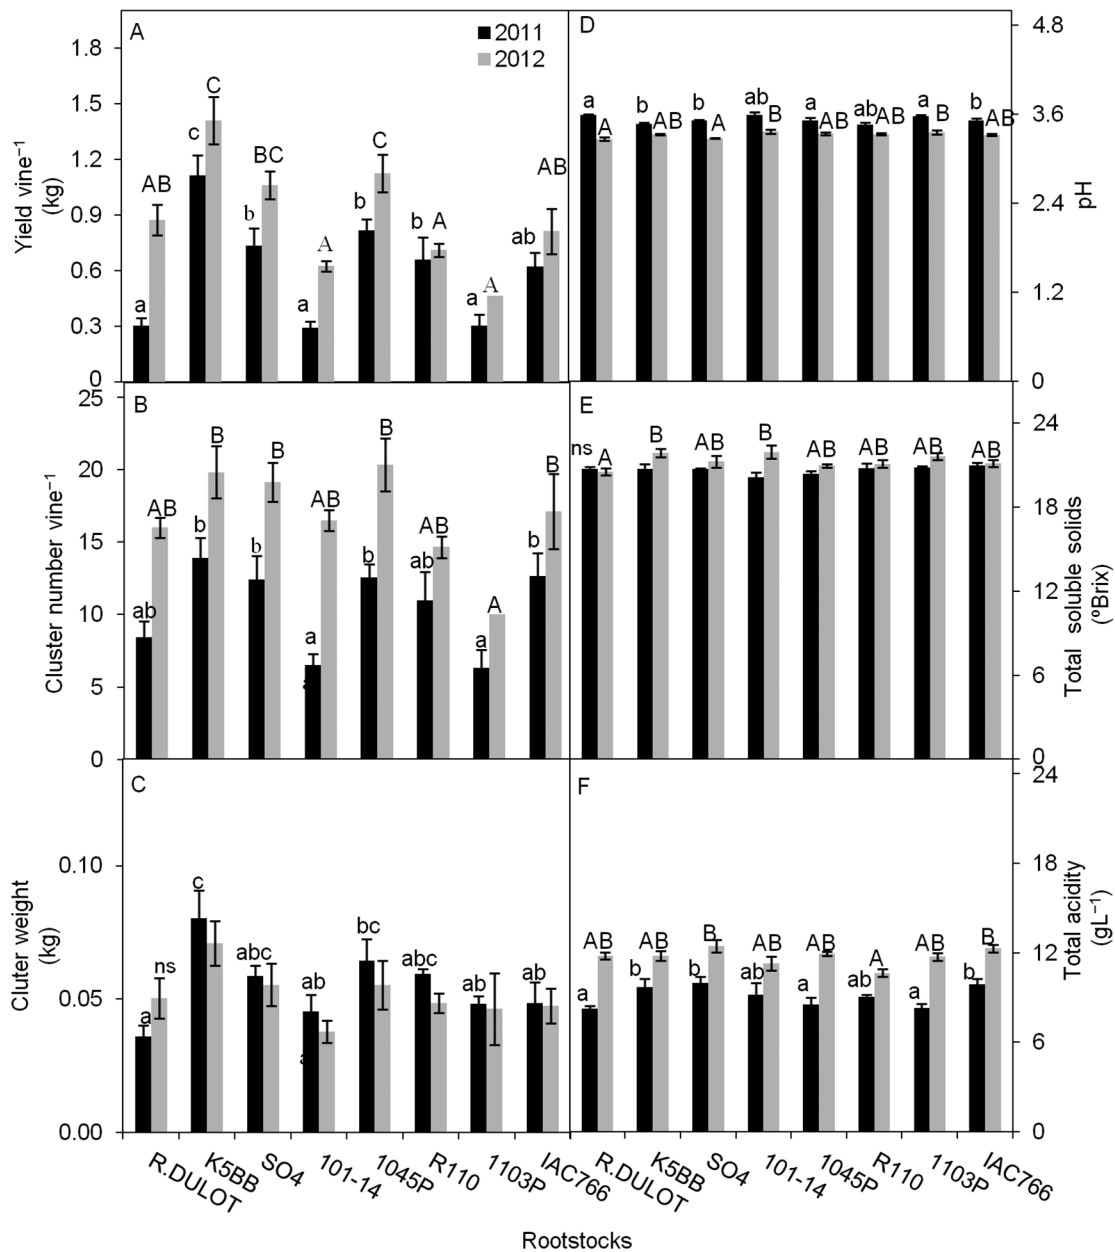 A
2011
2012
Yield vine⁻¹
(kg)
1.8
1.5
1.2
0.9
0.6
0.3
0
a AB
c C
b BC
a A
b C
b A
a A
ab AB
D
4.8
3.6
2.4
1.2
0
pH
a A
b AB
b A
ab B
a AB
ab AB
a B
b AB
B
Cluster number vine⁻¹
25
20
15
10
5
0
ab AB
b B
b B
a AB
a
b B
ab AB
a A
b B
E
24
18
12
6
0
Total soluble solids
(ºBrix)
ns A
B
AB
B
AB
AB
AB
AB
C
Cluter weight
(kg)
0.10
0.05
0.00
a ns
c
abc
ab
a
bc
abc
ab
ab
F
24
18
12
6
0
Total acidity
(gL⁻¹)
a AB
b AB
b B
ab AB
a AB
ab A
a AB
b B
R.DULOT
K5BB
SO4
101-14
1045P
R110
1103P
IAC766
R.DULOT
K5BB
SO4
101-14
1045P
R110
1103P
IAC766
Rootstocks